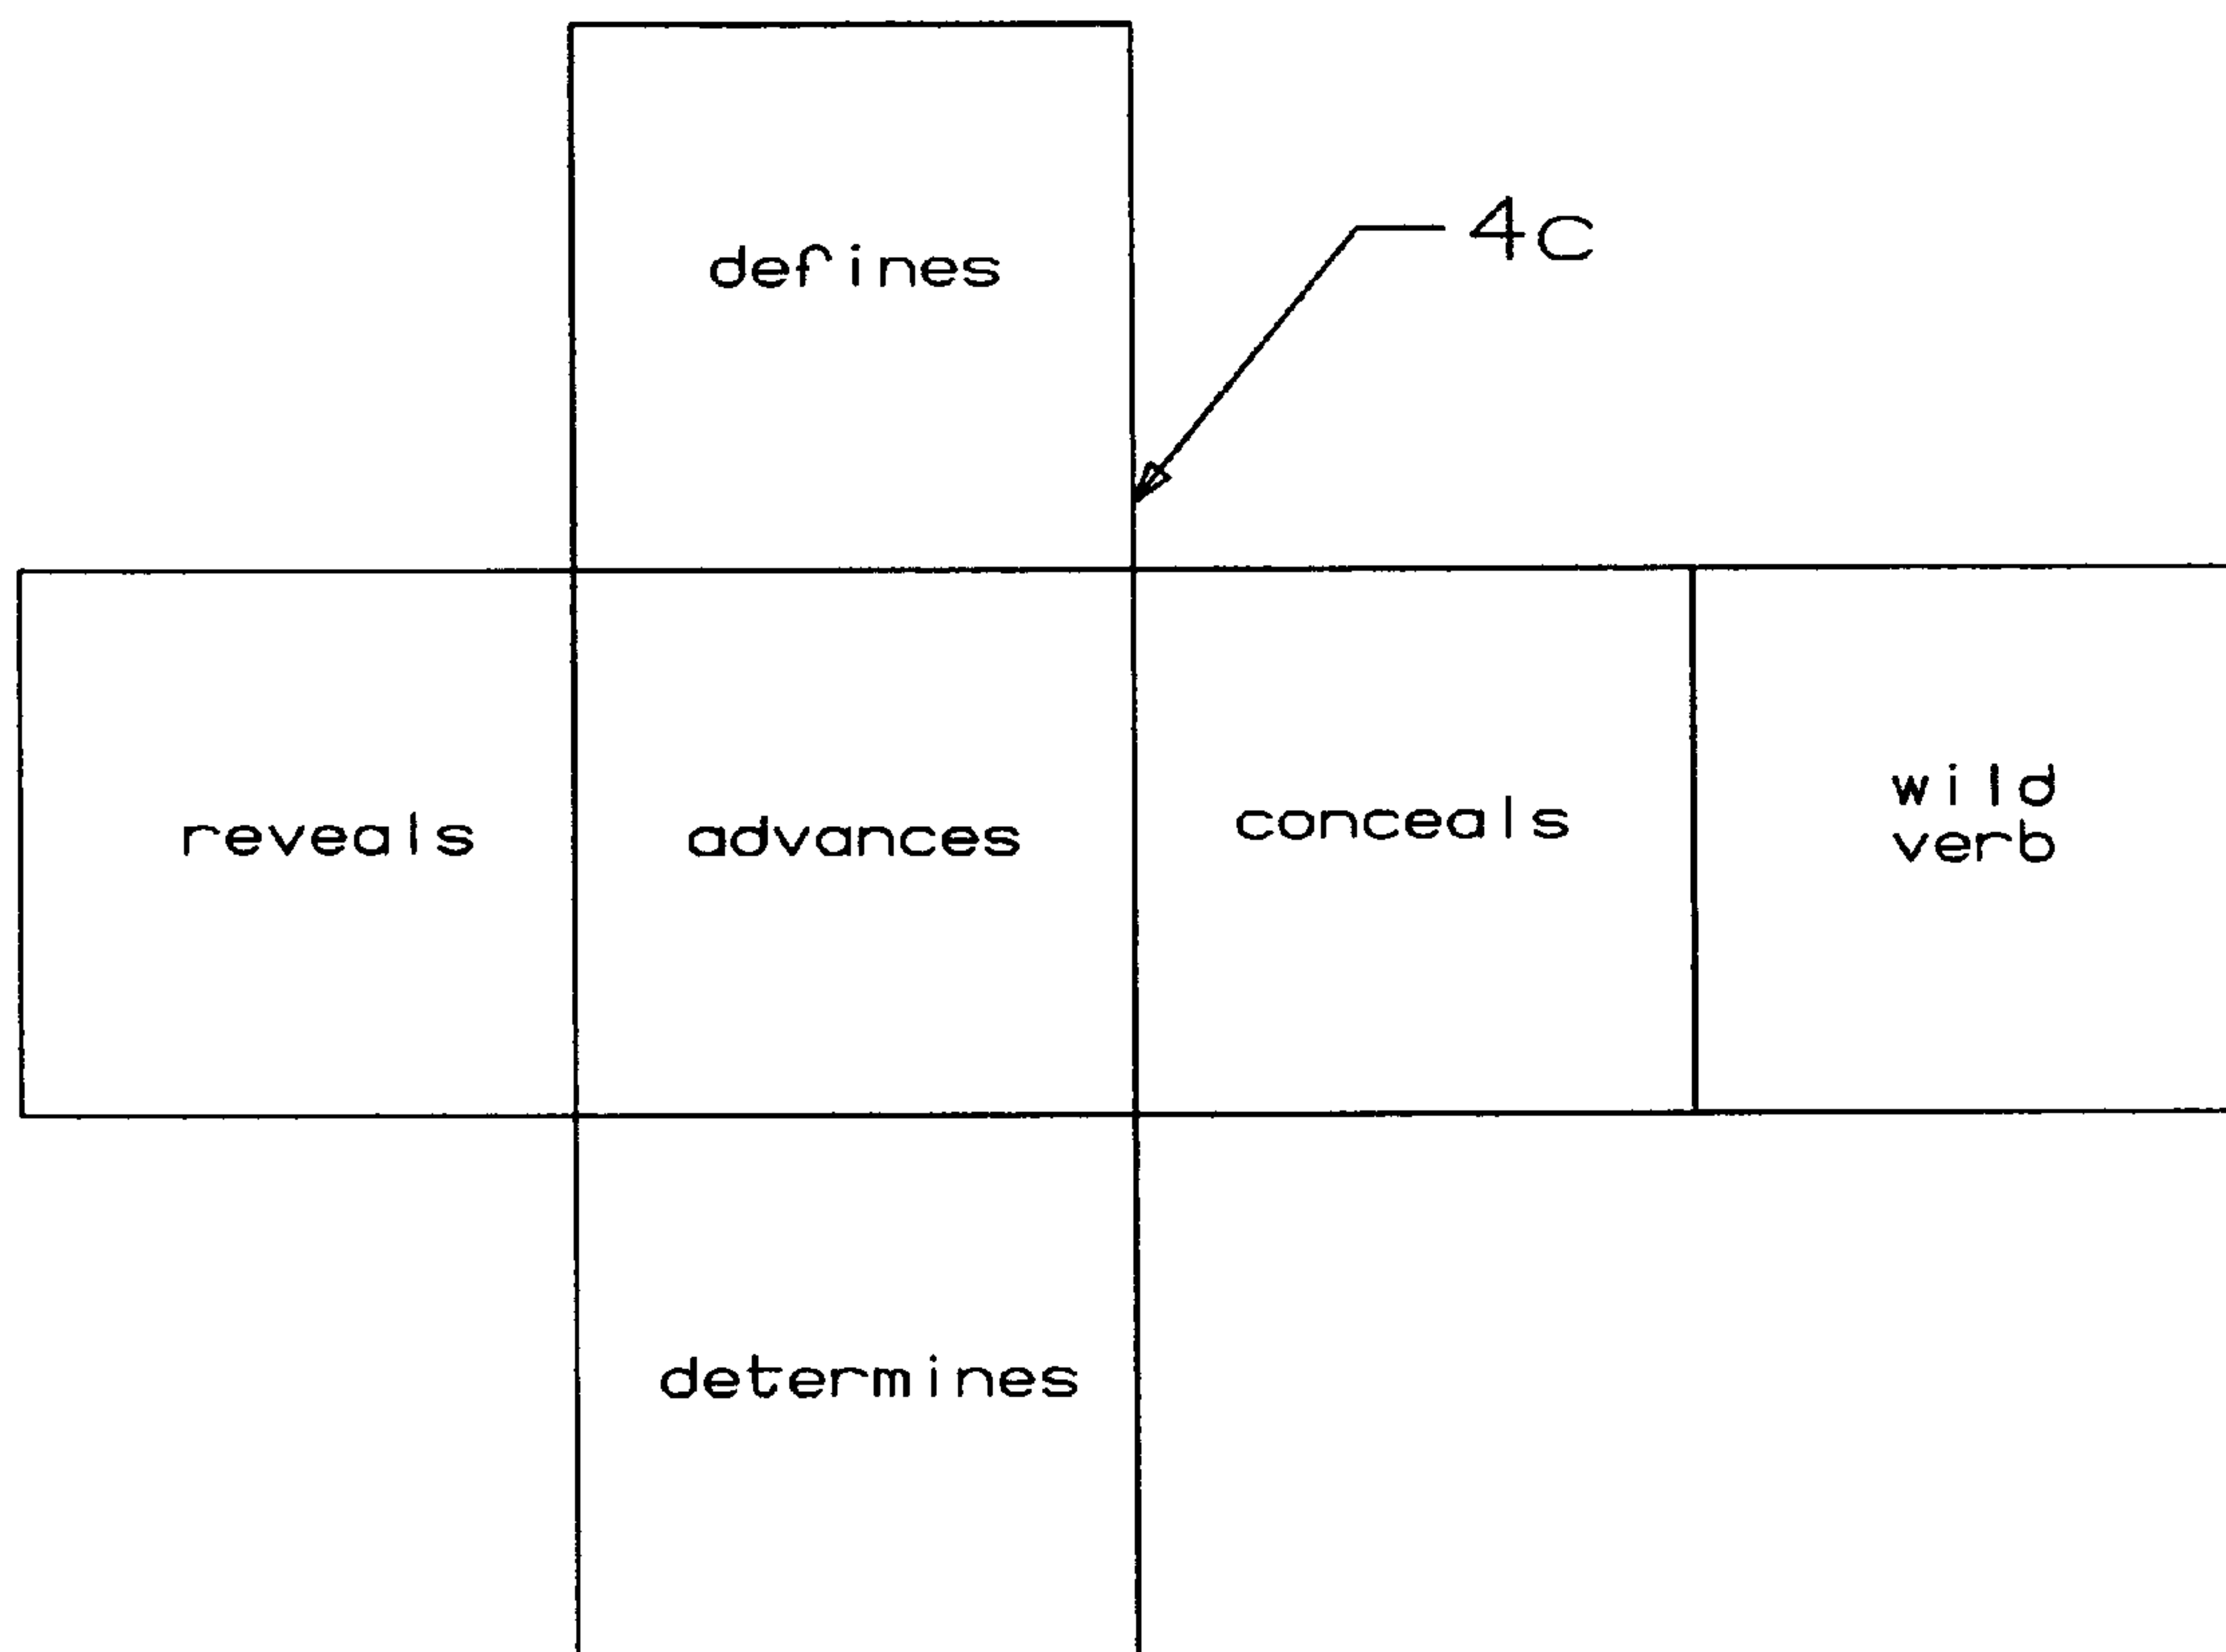 defines
4c
reveals
advances
conceals
wild
verb
determines